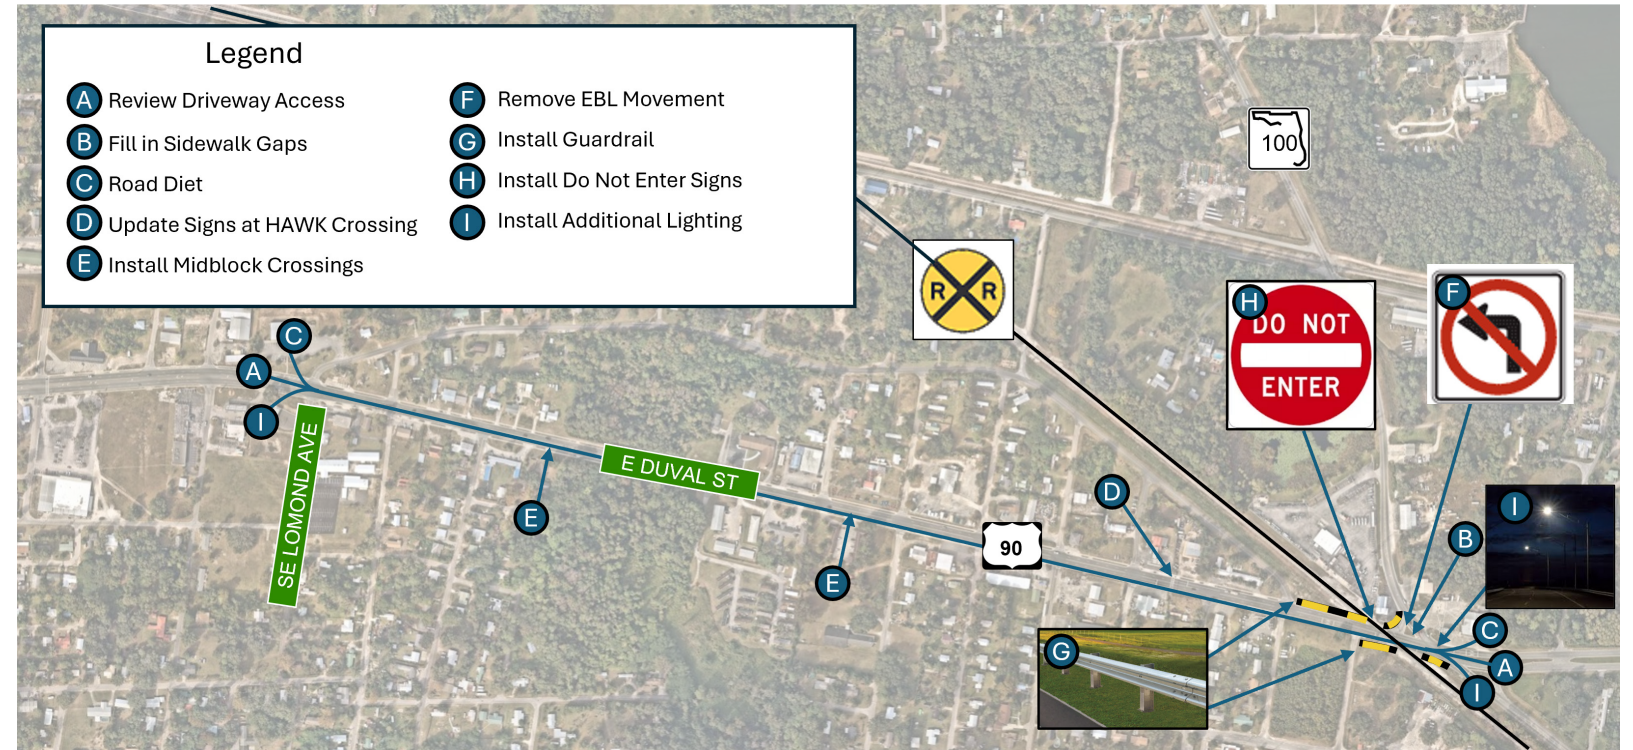 Legend
A Review Driveway Access
B Fill in Sidewalk Gaps
C Road Diet
D Update Signs at HAWK Crossing
E Install Midblock Crossings
F Remove EBL Movement
G Install Guardrail
H Install Do Not Enter Signs
I Install Additional Lighting
100
R R
H
DO NOT
ENTER
F
C
A
I
SE LOMOND AVE
E
E DUVAL ST
E
90
D
I
B
G
C
A
I